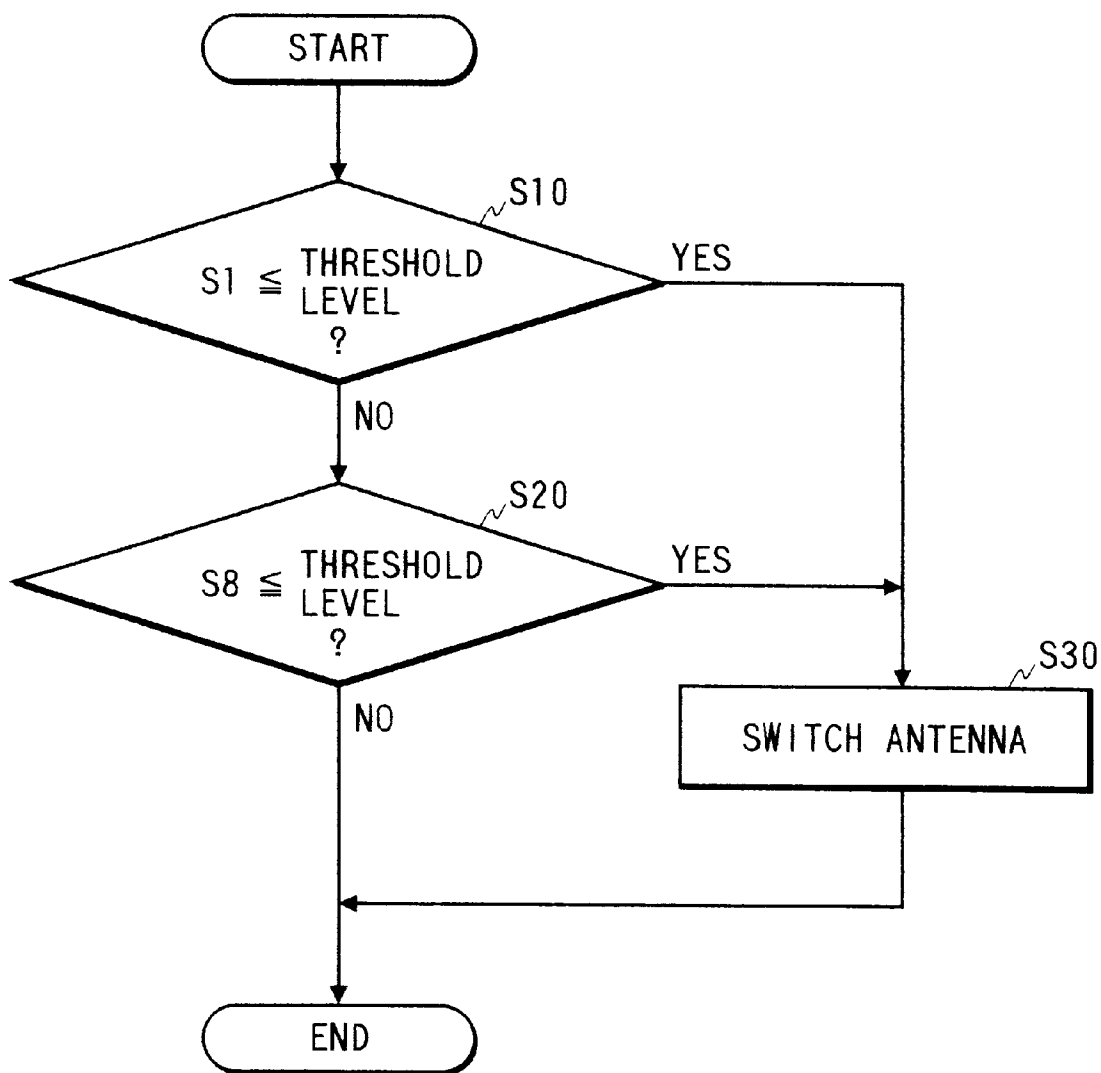 START
S10
S1 ≦ THRESHOLD
LEVEL
?
YES
NO
S20
S8 ≦ THRESHOLD
LEVEL
?
YES
NO
S30
SWITCH ANTENNA
END